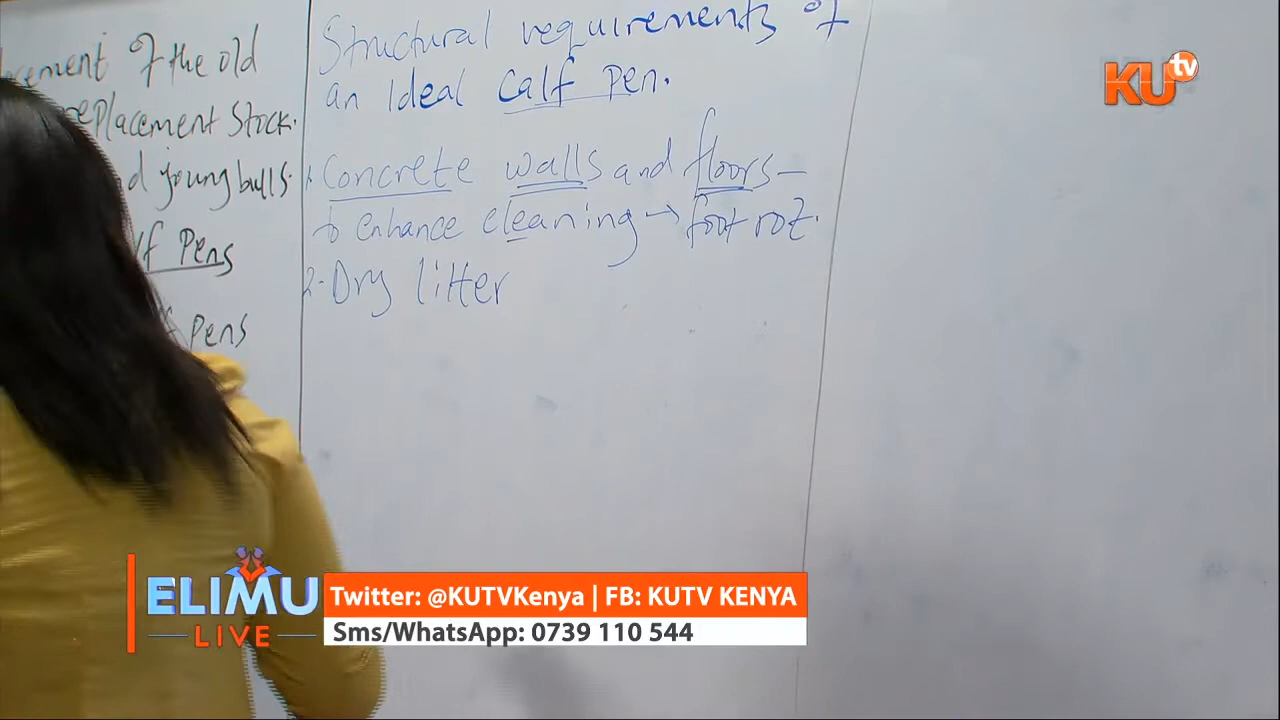 of the old
replacement Stock.
young bulls.
Pens
Pens
Structural requirements of
an Ideal Calf Pen.
1. Concrete walls and floors –
to enhance cleaning → foot rot.
2. Dry litter
KU tv
ELIMU
LIVE
Twitter: @KUTVKenya | FB: KUTV KENYA
Sms/WhatsApp: 0739 110 544